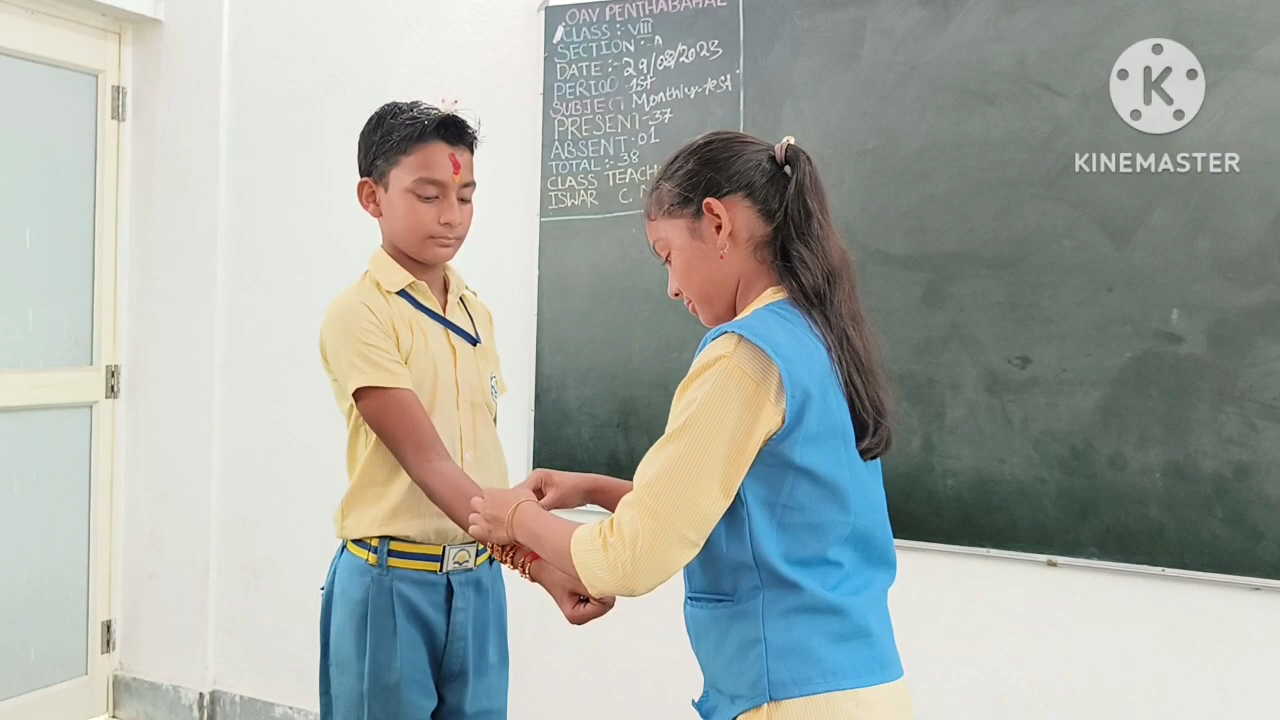 OAV PENTHABAHAL
CLASS :- VIII
SECTION :- A
DATE :- 29/08/2023
PERIOD - 1st
SUBJECT Monthly-test
PRESENT-37
ABSENT-01
TOTAL :- 38
CLASS TEACH
ISWAR C.
KINEMASTER